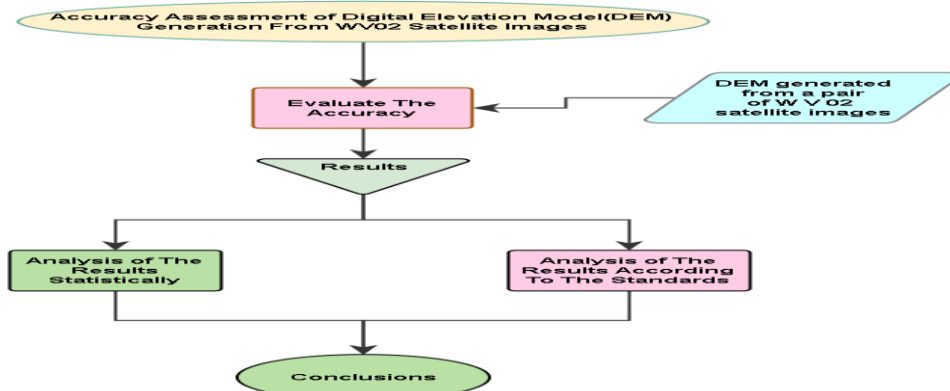 Accuracy Assessment of Digital Elevation Model(DEM)
Generation From WV02 Satellite Images
DEM generated
from a pair
of W V 02
satellite images
Evaluate The
Accuracy
Results
Analysis of The
Results
Statistically
Analysis of The
Results According
To The Standards
Conclusions